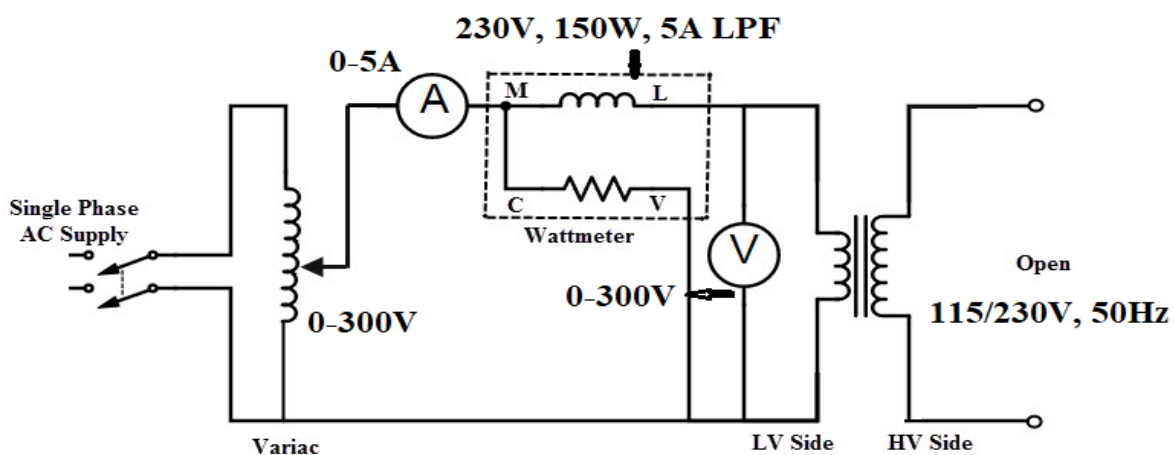 230V, 150W, 5A LPF
0-5A
A
M
L
C
V
Wattmeter
Single Phase
AC Supply
V
0-300V
0-300V
Open
115/230V, 50Hz
Variac
LV Side
HV Side